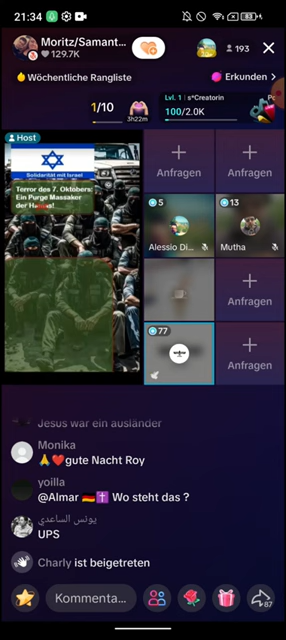 21:34
83
Moritz/Samant...
129.7K
193
Wöchentliche Rangliste
Erkunden >
1/10
3h22m
Lvl. 1 | s*Creatorin
100/2.0K
Po
Host
Solidarität mit Israel
Terror des 7. Oktobers:
Ein Purge Massaker
der Hamas!
Anfragen
Anfragen
5
Alessio Di...
13
Mutha
Anfragen
77
Anfragen
Jesus war ein ausländer
Monika
🙏❤️gute Nacht Roy
yoilla
@Almar 🇩🇪✝️ Wo steht das ?
يونس الساعدي
UPS
Charly ist beigetreten
Kommenta...
87